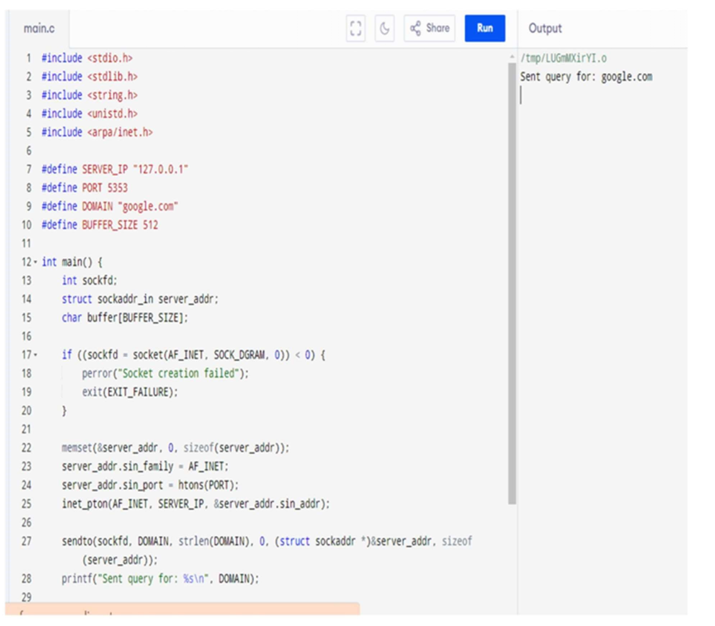 main.c
Share
Run
Output
1 #include <stdio.h>
2 #include <stdlib.h>
3 #include <string.h>
4 #include <unistd.h>
5 #include <arpa/inet.h>
6
7 #define SERVER_IP "127.0.0.1"
8 #define PORT 5353
9 #define DOMAIN "google.com"
10 #define BUFFER_SIZE 512
11
12 int main() {
13 int sockfd;
14 struct sockaddr_in server_addr;
15 char buffer[BUFFER_SIZE];
16
17 if ((sockfd = socket(AF_INET, SOCK_DGRAM, 0)) < 0) {
18 perror("Socket creation failed");
19 exit(EXIT_FAILURE);
20 }
21
22 memset(&server_addr, 0, sizeof(server_addr));
23 server_addr.sin_family = AF_INET;
24 server_addr.sin_port = htons(PORT);
25 inet_pton(AF_INET, SERVER_IP, &server_addr.sin_addr);
26
27 sendto(sockfd, DOMAIN, strlen(DOMAIN), 0, (struct sockaddr *)&server_addr, sizeof
(server_addr));
28 printf("Sent query for: %s\n", DOMAIN);
29
/tmp/LUGmMXirYI.o
Sent query for: google.com